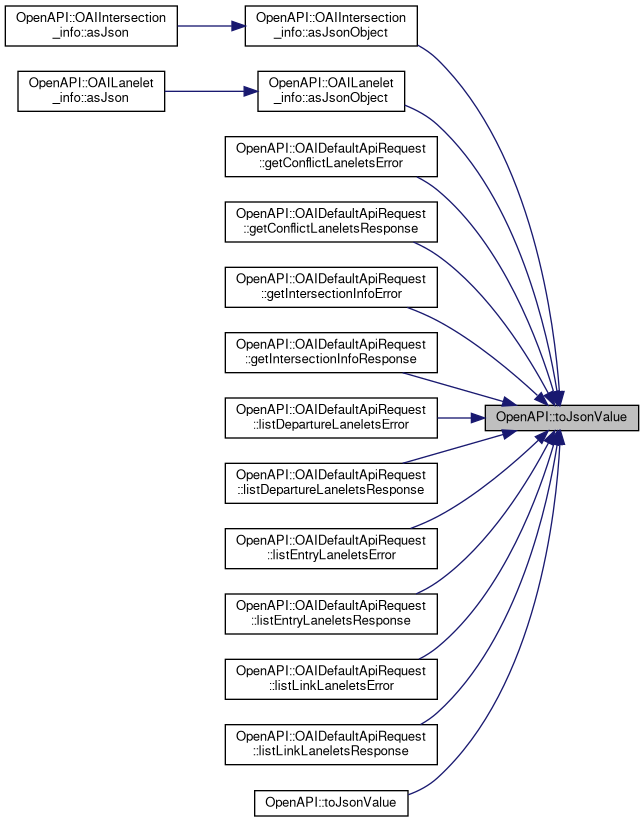 OpenAPI::OAIIntersection
_info::asJson
OpenAPI::OAIIntersection
_info::asJsonObject
OpenAPI::OAILanelet
_info::asJson
OpenAPI::OAILanelet
_info::asJsonObject
OpenAPI::OAIDefaultApiRequest
::getConflictLaneletsError
OpenAPI::OAIDefaultApiRequest
::getConflictLaneletsResponse
OpenAPI::OAIDefaultApiRequest
::getIntersectionInfoError
OpenAPI::OAIDefaultApiRequest
::getIntersectionInfoResponse
OpenAPI::toJsonValue
OpenAPI::OAIDefaultApiRequest
::listDepartureLaneletsError
OpenAPI::OAIDefaultApiRequest
::listDepartureLaneletsResponse
OpenAPI::OAIDefaultApiRequest
::listEntryLaneletsError
OpenAPI::OAIDefaultApiRequest
::listEntryLaneletsResponse
OpenAPI::OAIDefaultApiRequest
::listLinkLaneletsError
OpenAPI::OAIDefaultApiRequest
::listLinkLaneletsResponse
OpenAPI::toJsonValue